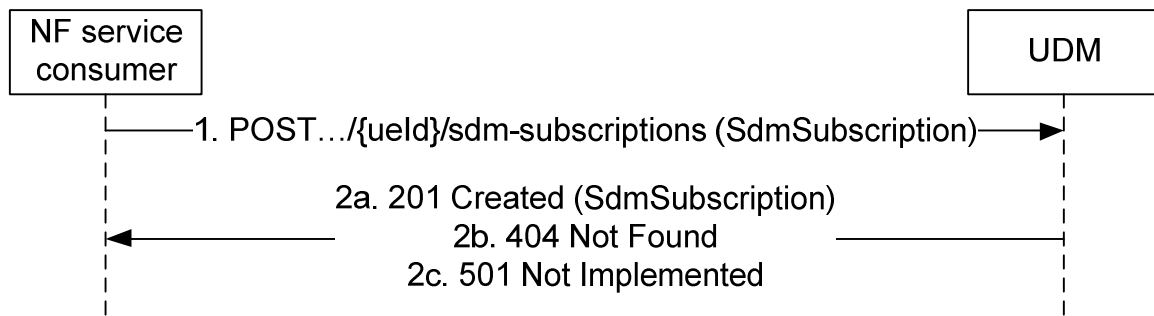 NF service
consumer
UDM
1. POST…/{ueId}/sdm-subscriptions (SdmSubscription)
2a. 201 Created (SdmSubscription)
2b. 404 Not Found
2c. 501 Not Implemented